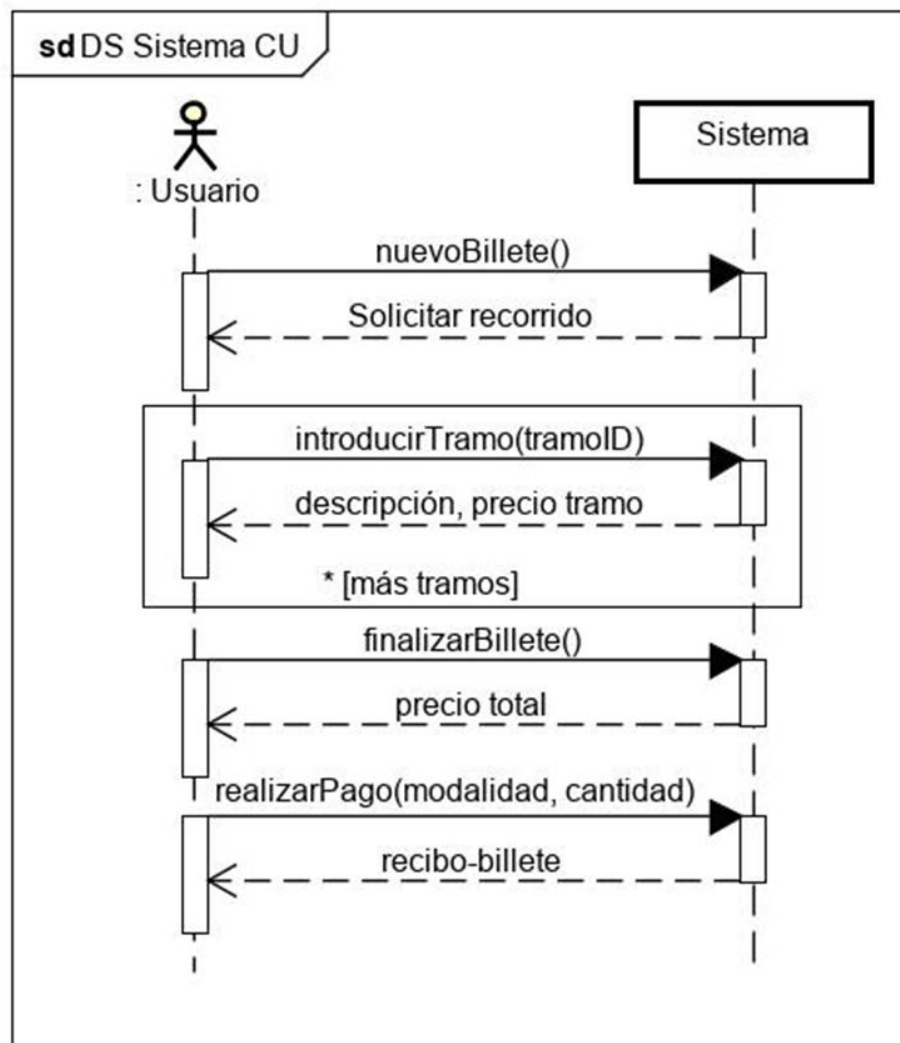 sd DS Sistema CU
: Usuario
Sistema
nuevoBillete()
Solicitar recorrido
introducirTramo(tramoID)
descripción, precio tramo
* [más tramos]
finalizarBillete()
precio total
realizarPago(modalidad, cantidad)
recibo-billete